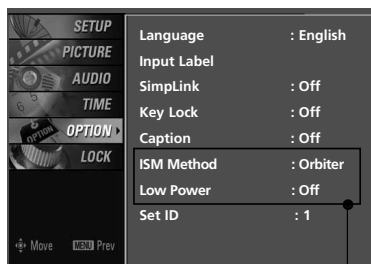 SETUP
PICTURE
AUDIO
TIME
OPTION
LOCK
Move MENU Prev
Language : English
Input Label
SimpLink : Off
Key Lock : Off
Caption : Off
ISM Method : Orbiter
Low Power : Off
Set ID : 1